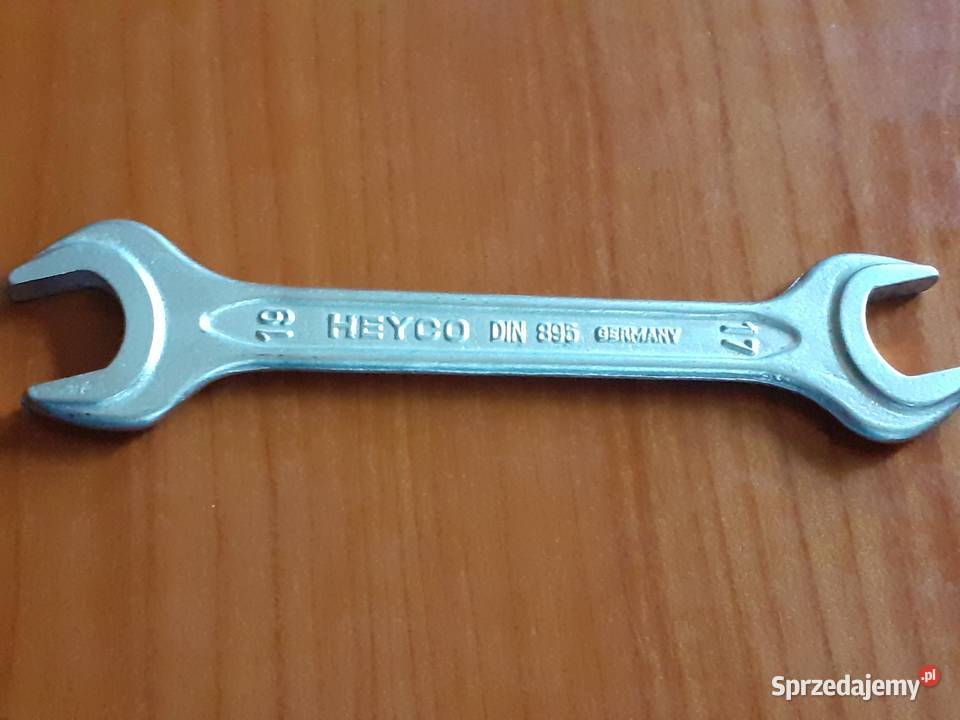 19 HEYCO DIN 895 GERMANY 17
Sprzedajemy.pl